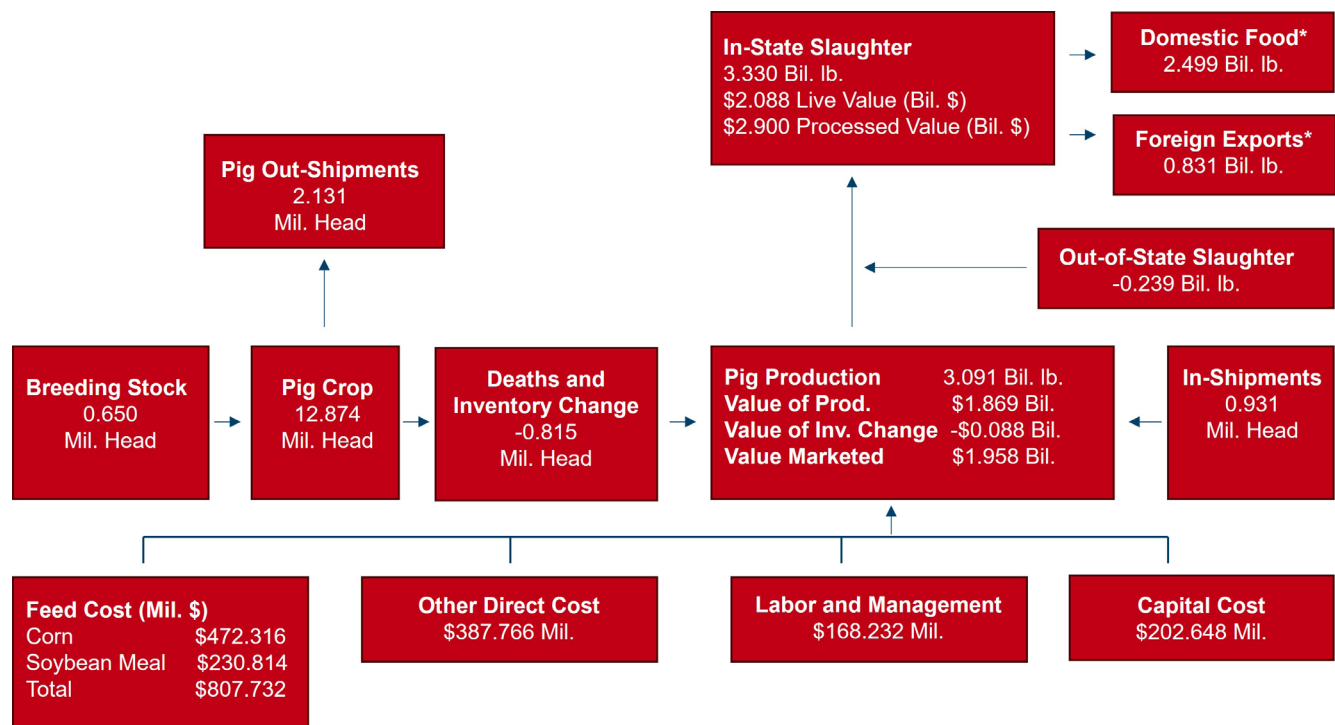 In-State Slaughter
3.330 Bil. lb.
$2.088 Live Value (Bil. $)
$2.900 Processed Value (Bil. $)
Domestic Food*
2.499 Bil. lb.
Foreign Exports*
0.831 Bil. lb.
Pig Out-Shipments
2.131
Mil. Head
Out-of-State Slaughter
-0.239 Bil. lb.
Breeding Stock
0.650
Mil. Head
Pig Crop
12.874
Mil. Head
Deaths and
Inventory Change
-0.815
Mil. Head
Pig Production 3.091 Bil. lb.
Value of Prod. $1.869 Bil.
Value of Inv. Change -$0.088 Bil.
Value Marketed $1.958 Bil.
In-Shipments
0.931
Mil. Head
Feed Cost (Mil. $)
Corn $472.316
Soybean Meal $230.814
Total $807.732
Other Direct Cost
$387.766 Mil.
Labor and Management
$168.232 Mil.
Capital Cost
$202.648 Mil.